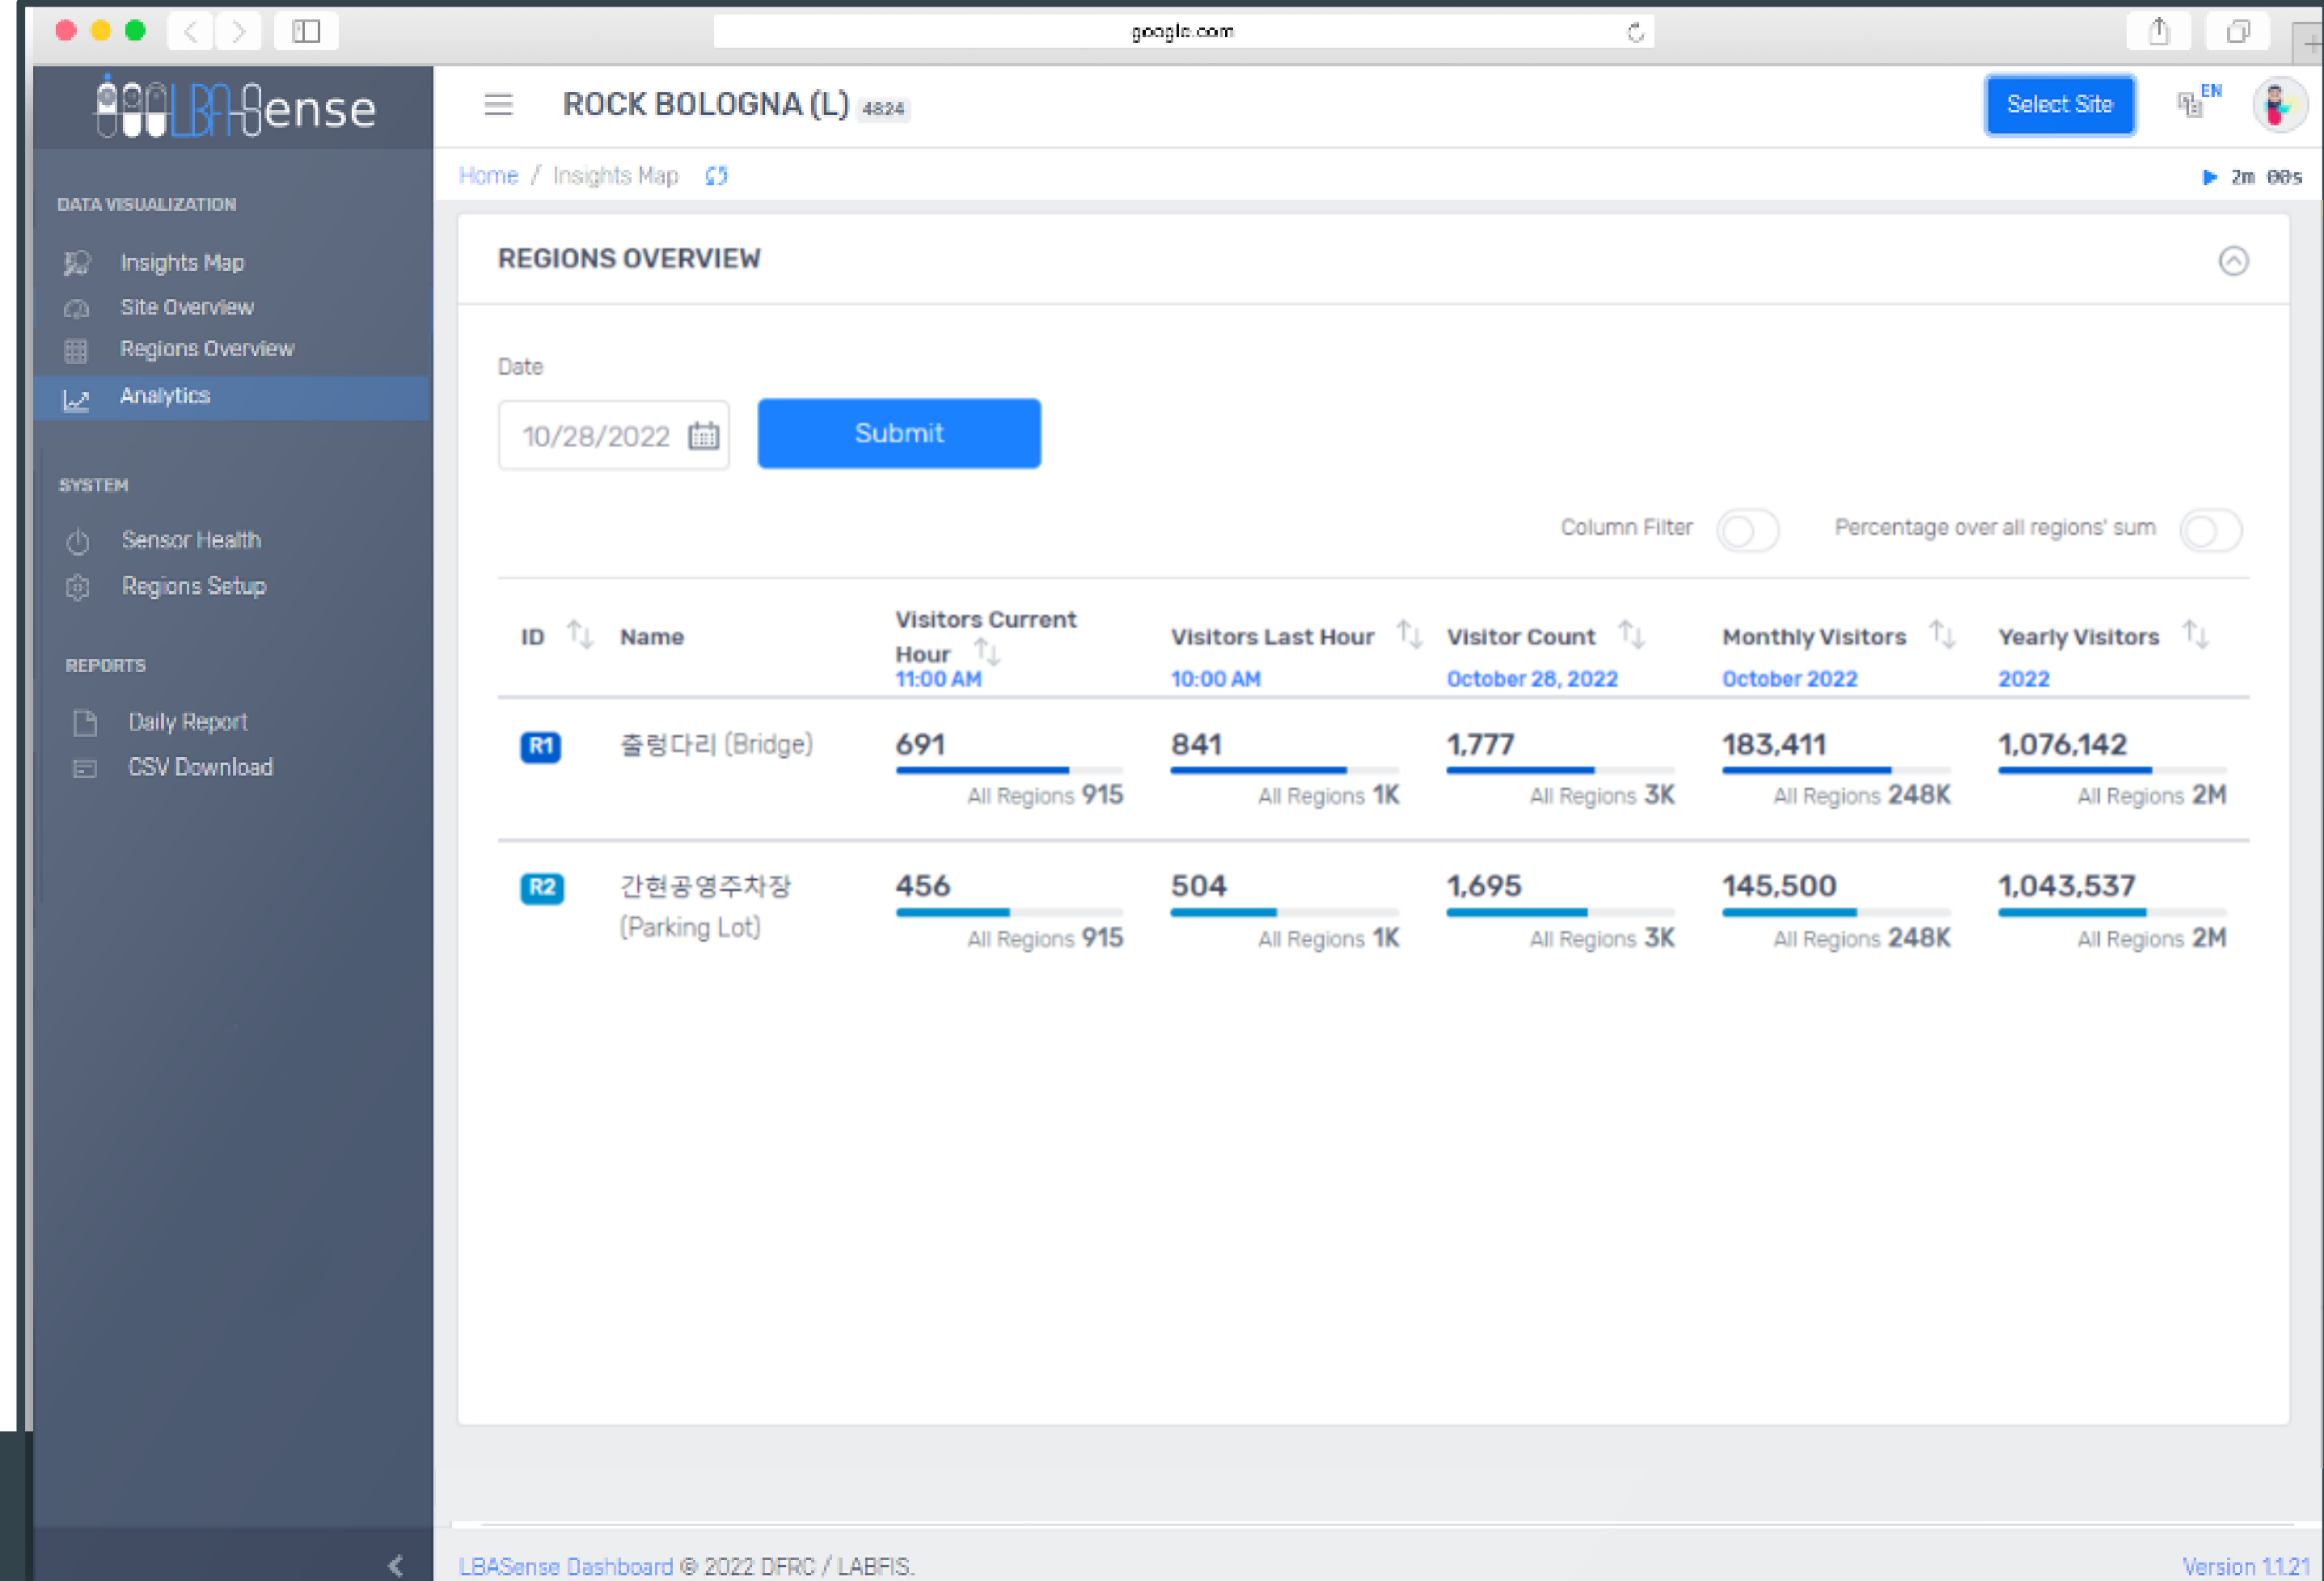 google.com
LBASense
ROCK BOLOGNA (L) 4824
Select Site
EN
Home / Insights Map
2m 00s
DATA VISUALIZATION
Insights Map
Site Overview
Regions Overview
Analytics
SYSTEM
Sensor Health
Regions Setup
REPORTS
Daily Report
CSV Download
REGIONS OVERVIEW
Date
10/28/2022
Submit
Column Filter
Percentage over all regions' sum
ID
Name
Visitors Current
Hour
11:00 AM
Visitors Last Hour
10:00 AM
Visitor Count
October 28, 2022
Monthly Visitors
October 2022
Yearly Visitors
2022
R1
출렁다리 (Bridge)
691
All Regions 915
841
All Regions 1K
1,777
All Regions 3K
183,411
All Regions 248K
1,076,142
All Regions 2M
R2
간현공영주차장
(Parking Lot)
456
All Regions 915
504
All Regions 1K
1,695
All Regions 3K
145,500
All Regions 248K
1,043,537
All Regions 2M
LBASense Dashboard © 2022 DFRC / LABFIS.
Version 1.1.21